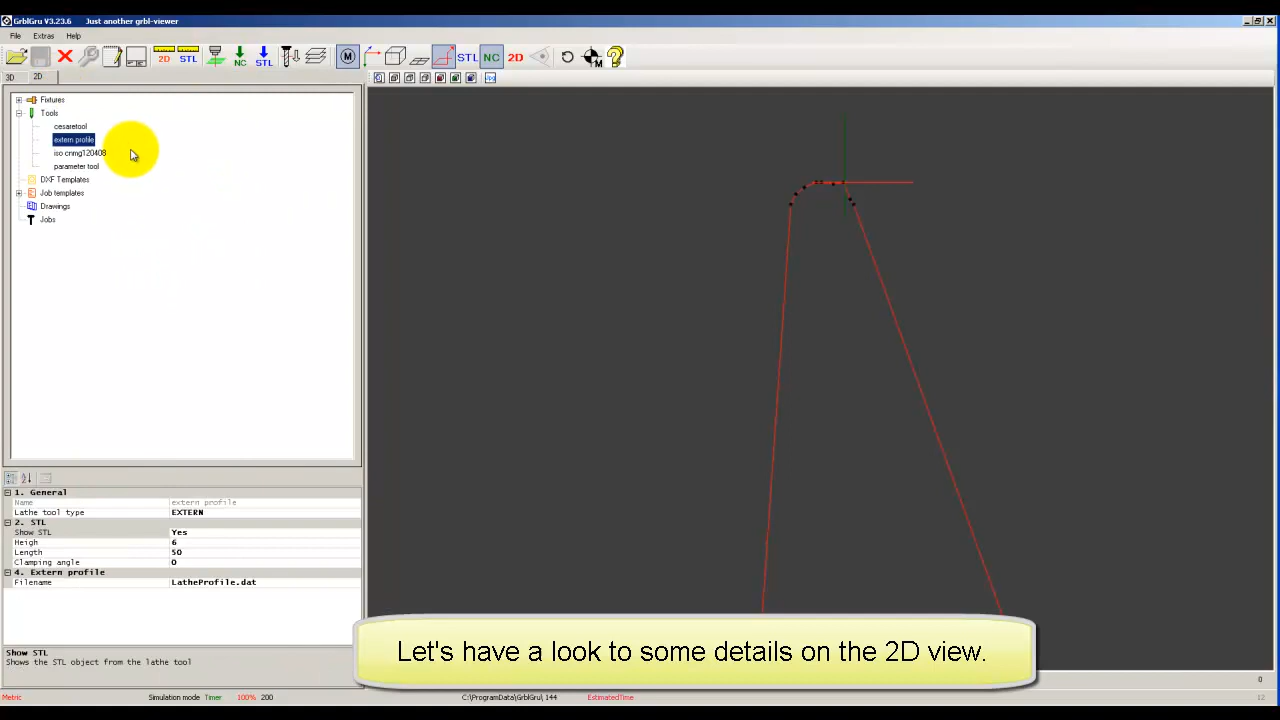 GrblGru V3.23.6 Just another grbl-viewer
File Extras Help
2D STL NC STL M STL NC 2D M
3D 2D
Fixtures
Tools
cesaretool
extern profile
iso cnmg120408
parameter tool
DXF Templates
Job templates
Drawings
Jobs
1. General
Name extern profile
Lathe tool type EXTERN
2. STL
Show STL Yes
Heigh 6
Length 50
Clamping angle 0
4. Extern profile
Filename LatheProfile.dat
Show STL
Shows the STL object from the lathe tool
Let's have a look to some details on the 2D view.
0
Metric Simulation mode Timer 100% 200 C:\ProgramData\GrblGru\ 144 EstimatedTime 12